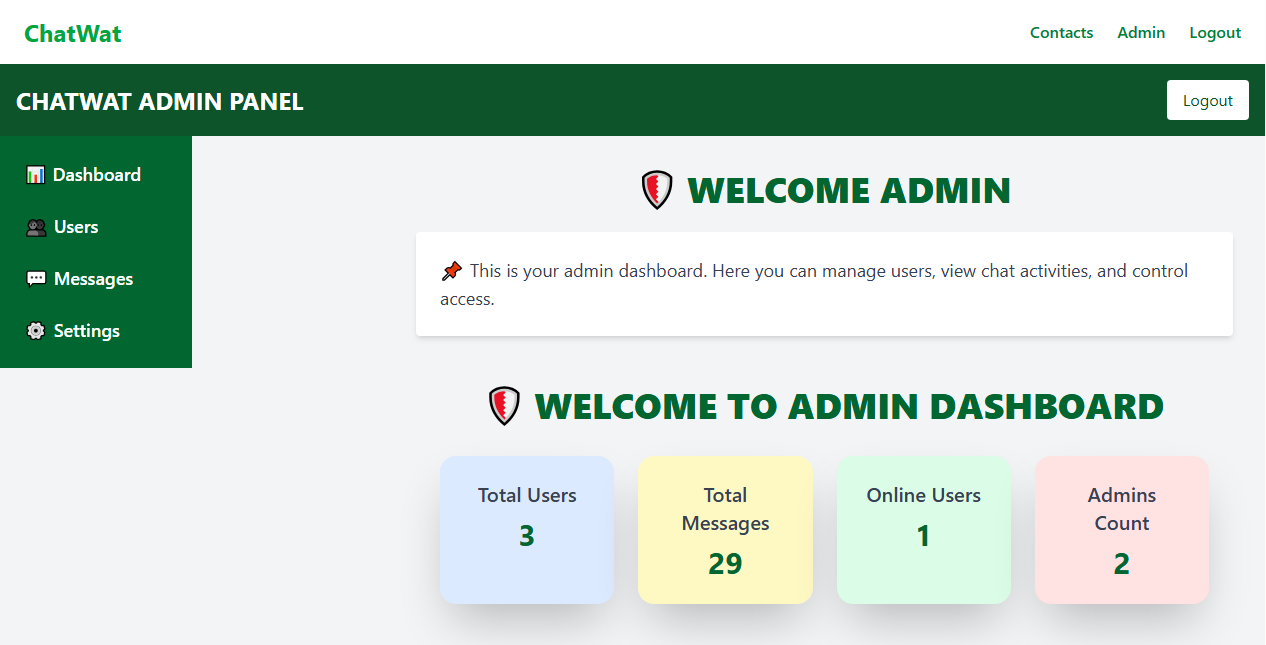 ChatWat
Contacts Admin Logout
CHATWAT ADMIN PANEL
Logout
Dashboard
Users
Messages
Settings
WELCOME ADMIN
This is your admin dashboard. Here you can manage users, view chat activities, and control
access.
WELCOME TO ADMIN DASHBOARD
Total Users
3
Total
Messages
29
Online Users
1
Admins
Count
2